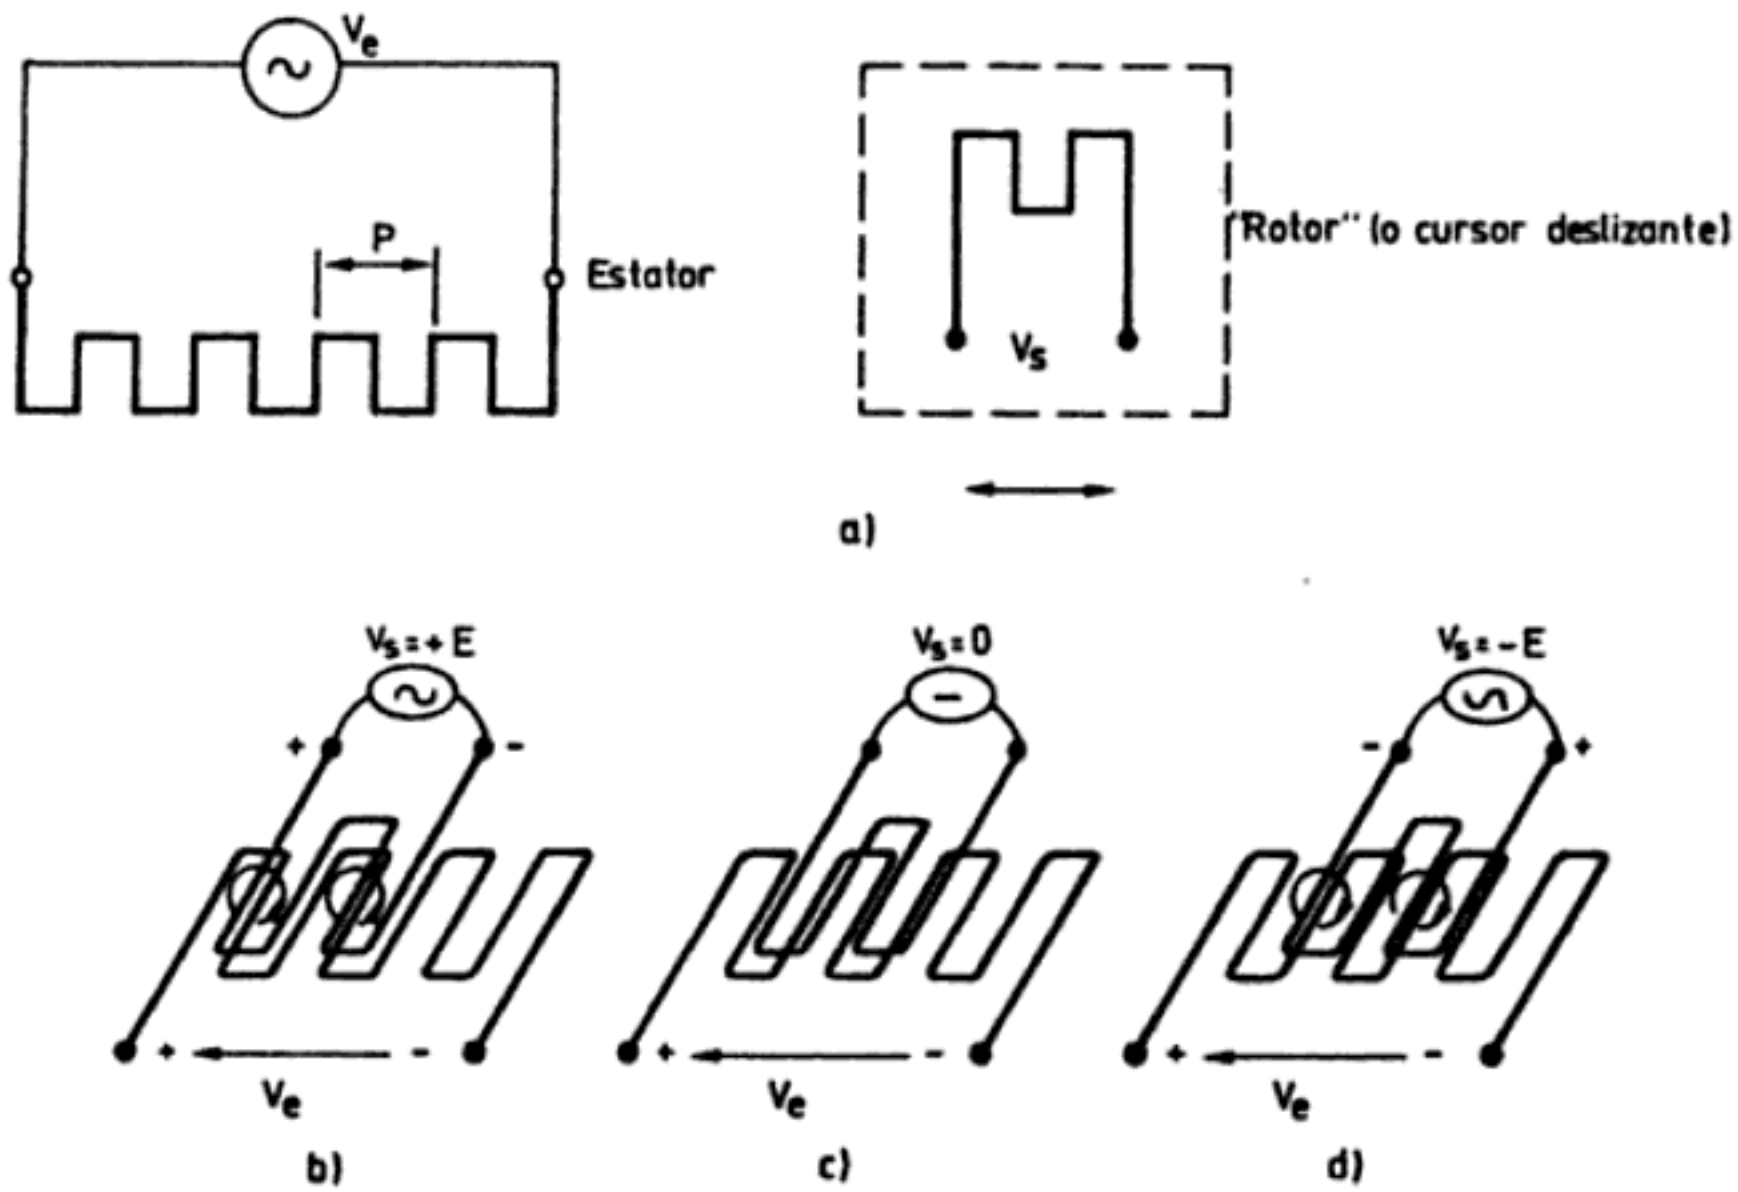 Ve
P
Estator
"Rotor" (o cursor deslizante)
Vs
a)
Vs=+E
Vs=0
Vs=-E
+ -
- +
+ -
Ve
+ -
Ve
+ -
Ve
b)
c)
d)